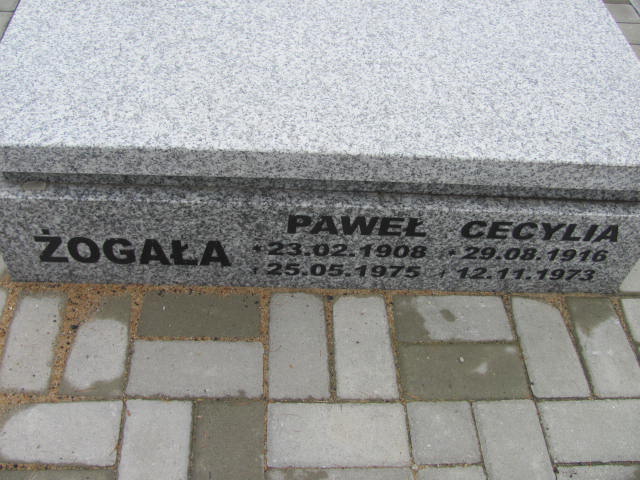 ŻOGAŁA
PAWEŁ CECYLIA
* 23.02.1908 * 29.08.1916
† 25.05.1975 † 12.11.1973